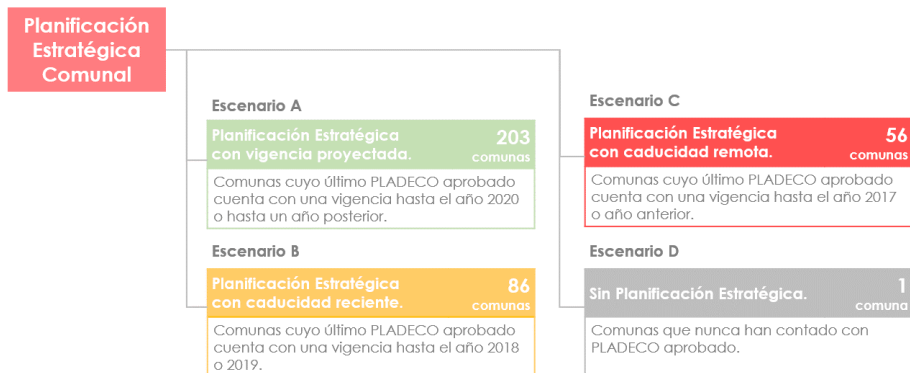 Planificación
Estratégica
Comunal
Escenario A
Planificación Estratégica
con vigencia proyectada.
203
comunas
Comunas cuyo último PLADECO aprobado
cuenta con una vigencia hasta el año 2020
o hasta un año posterior.
Escenario B
Planificación Estratégica
con caducidad reciente.
86
comunas
Comunas cuyo último PLADECO aprobado
cuenta con una vigencia hasta el año 2018
o 2019.
Escenario C
Planificación Estratégica
con caducidad remota.
56
comunas
Comunas cuyo último PLADECO aprobado
cuenta con una vigencia hasta el año 2017
o año anterior.
Escenario D
Sin Planificación Estratégica.
1
comuna
Comunas que nunca han contado con
PLADECO aprobado.